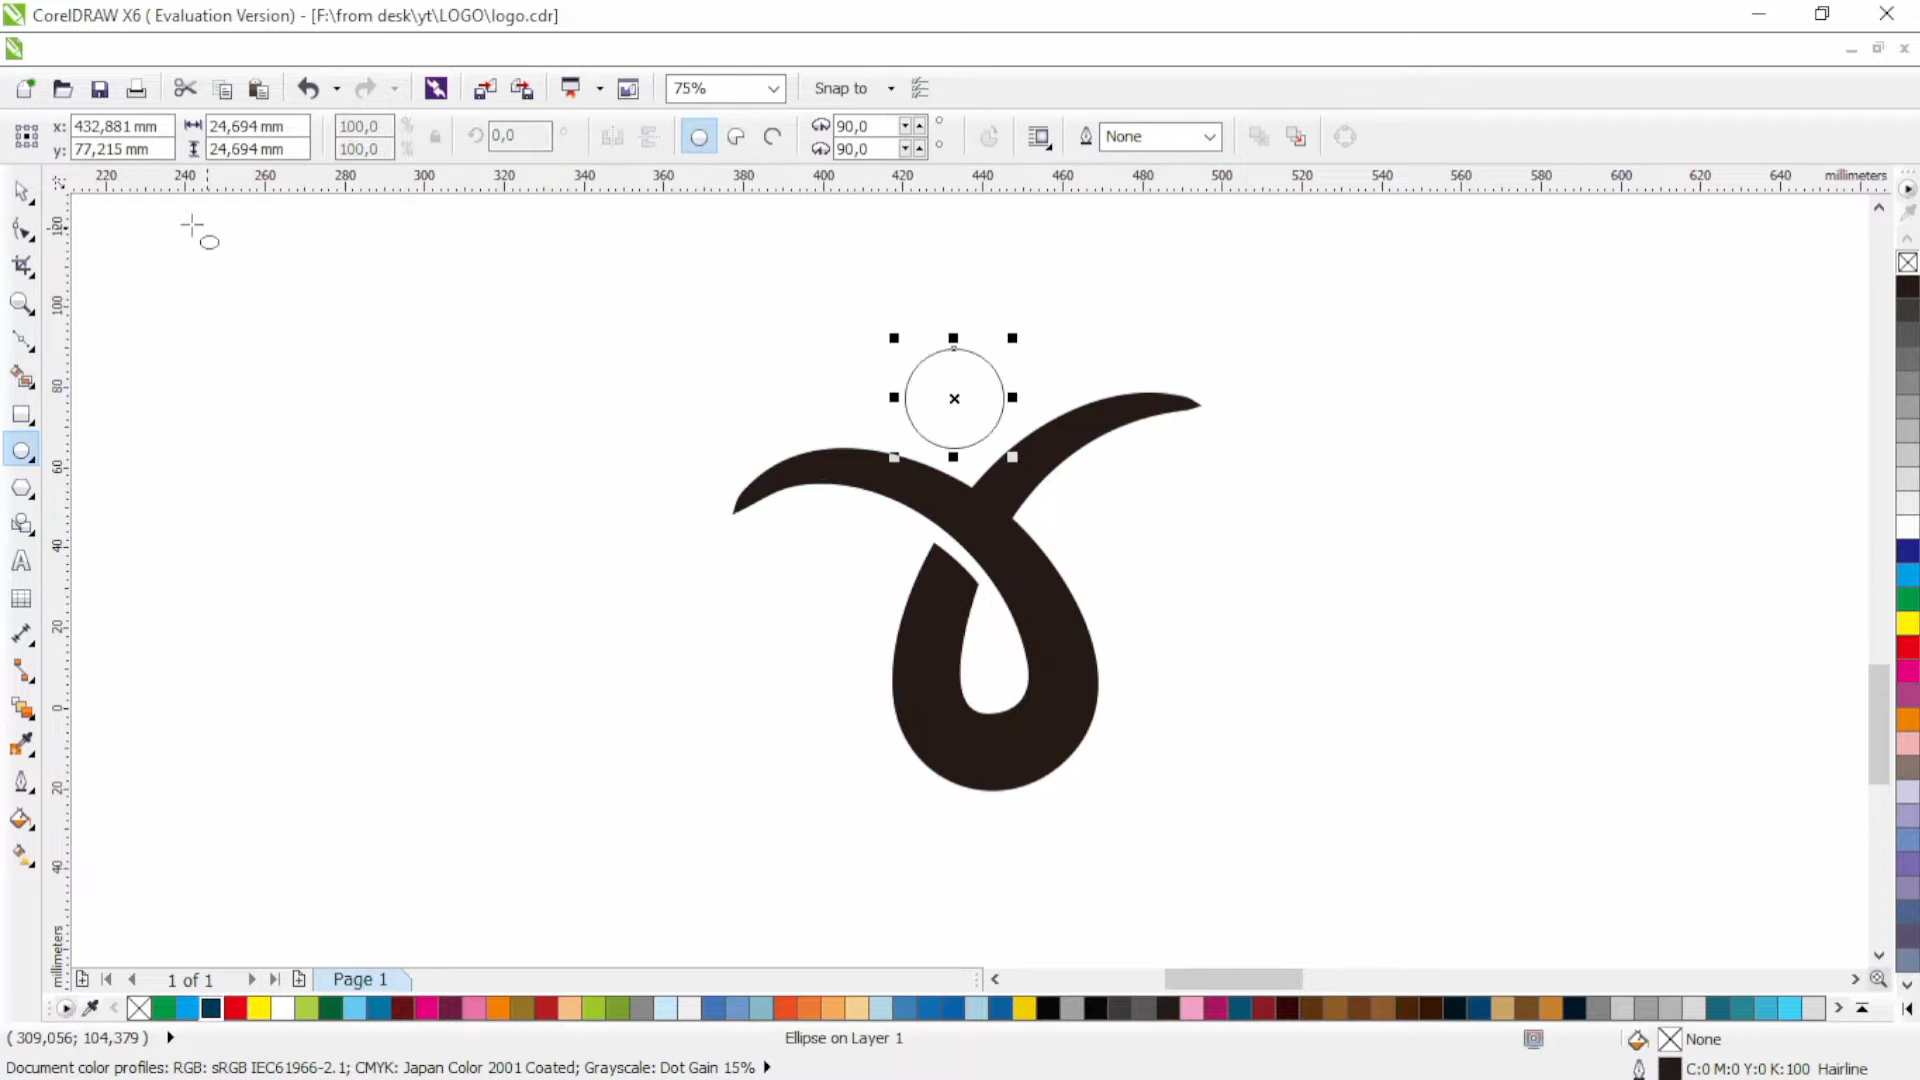 CorelDRAW X6 ( Evaluation Version) - [F:\from desk\yt\LOGO\logo.cdr]
75%
Snap to
x: 432,881 mm 24,694 mm 100,0 % 0,0 ° 90,0 ° None
y: 77,215 mm 24,694 mm 100,0 % 90,0 °
220 240 260 280 300 320 340 360 380 400 420 440 460 480 500 520 540 560 580 600 620 640 millimeters
120
100
80
60
40
20
0
20
40
millimeters
1 of 1 Page 1
( 309,056; 104,379 ) Ellipse on Layer 1 None
Document color profiles: RGB: sRGB IEC61966-2.1; CMYK: Japan Color 2001 Coated; Grayscale: Dot Gain 15% C:0 M:0 Y:0 K:100 Hairline